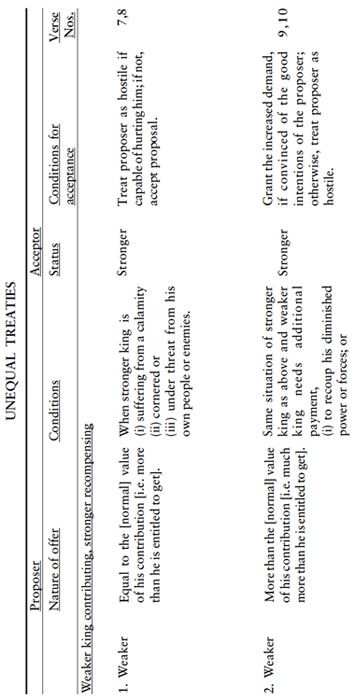 UNEQUAL TREATIES
Proposer Acceptor
Nature of offer Conditions Status Conditions for acceptance Verse Nos.
Weaker king contributing, stronger recompensing
1. Weaker
Equal to the [normal] value
of his contribution [i.e. more
than he is entitled to get].
When stronger king is
(i) suffering from a calamity
(ii) cornered or
(iii) under threat from his
own people or enemies.
Stronger
Treat proposer as hostile if
capable of hurting him; if not,
accept proposal.
7,8
2. Weaker
More than the [normal] value
of his contribution [i.e. much
more than he is entitled to get].
Same situation of stronger
king as above and weaker
king needs additional
payment,
(i) to recoup his diminished
power or forces; or
Stronger
Grant the increased demand,
if convinced of the good
intentions of the proposer;
otherwise, treat proposer as
hostile.
9,10